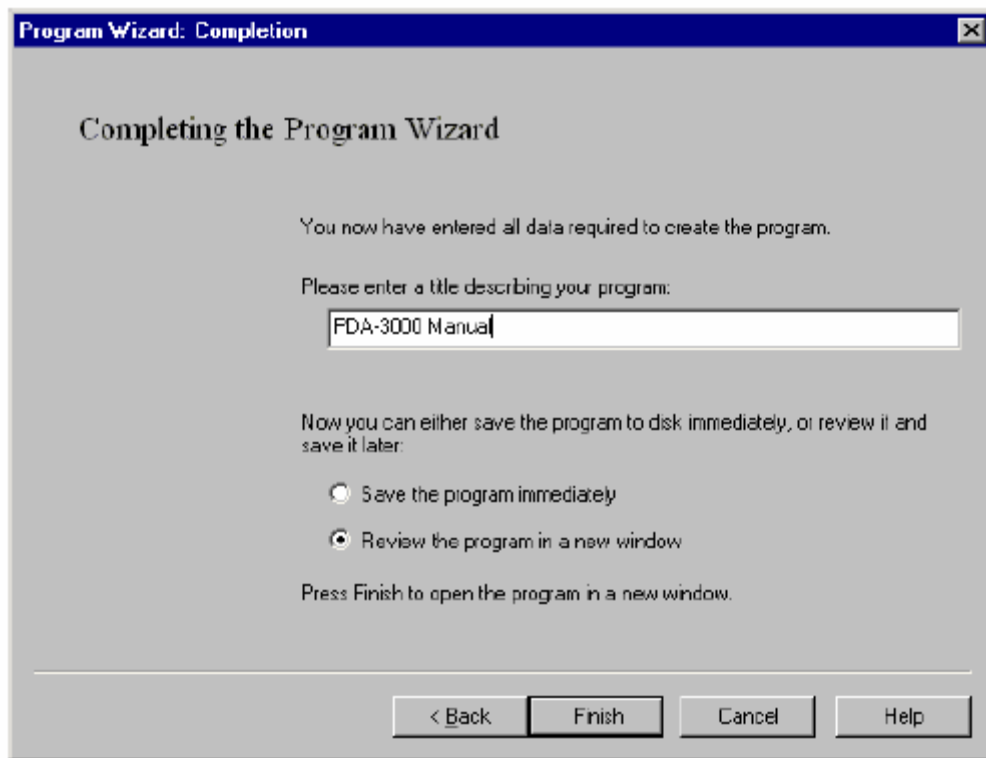 Program Wizard: Completion
Completing the Program Wizard
You now have entered all data required to create the program.
Please enter a title describing your program:
PDA-3000 Manual
Now you can either save the program to disk immediately, or review it and
save it later:
Save the program immediately
Review the program in a new window
Press Finish to open the program in a new window.
< Back Finish Cancel Help